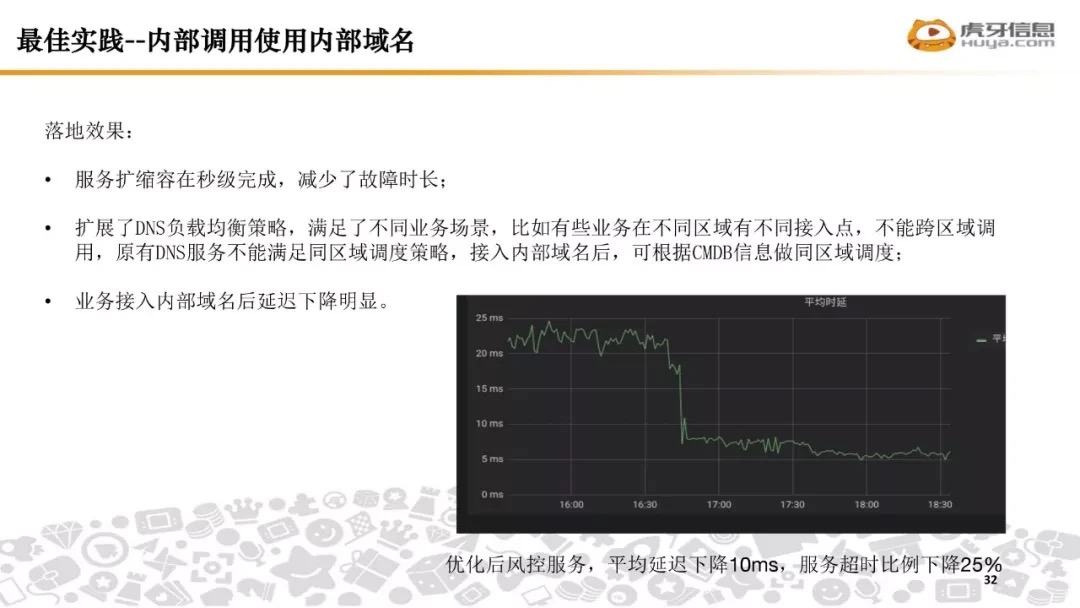 最佳实践--内部调用使用内部域名
虎牙信息
HUYA.com
落地效果：
• 服务扩缩容在秒级完成，减少了故障时长；
• 扩展了DNS负载均衡策略，满足了不同业务场景，比如有些业务在不同区域有不同接入点，不能跨区域调
用，原有DNS服务不能满足同区域调度策略，接入内部域名后，可根据CMDB信息做同区域调度；
• 业务接入内部域名后延迟下降明显。
平均时延
25 ms
20 ms
15 ms
10 ms
5 ms
0 ms
16:00 16:30 17:00 17:30 18:00 18:30
优化后风控服务，平均延迟下降10ms，服务超时比例下降25%
32